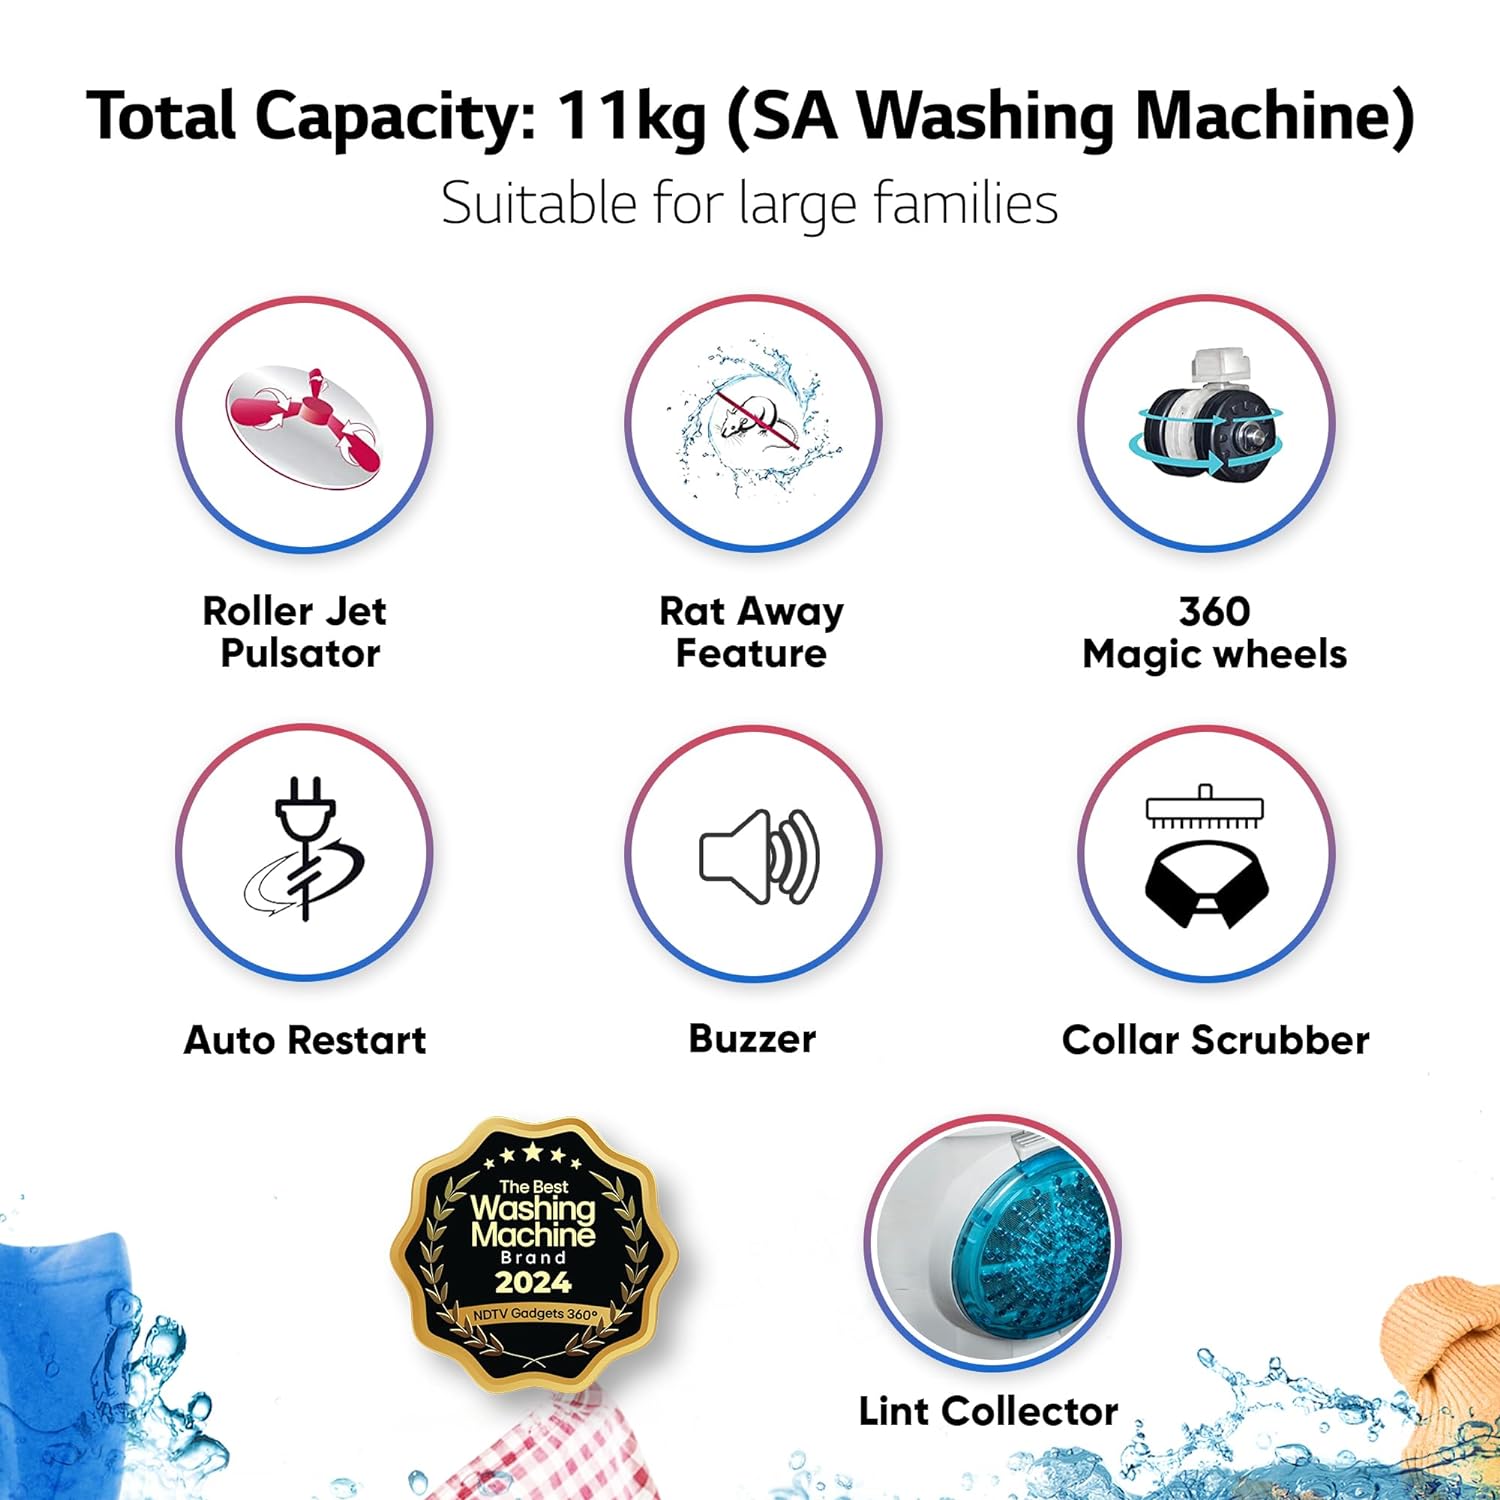 Total Capacity: 11kg (SA Washing Machine)
Suitable for large families
Roller Jet
Pulsator
Rat Away
Feature
360
Magic wheels
Auto Restart
Buzzer
Collar Scrubber
The Best
Washing
Machine
Brand
2024
NDTV Gadgets 360°
Lint Collector